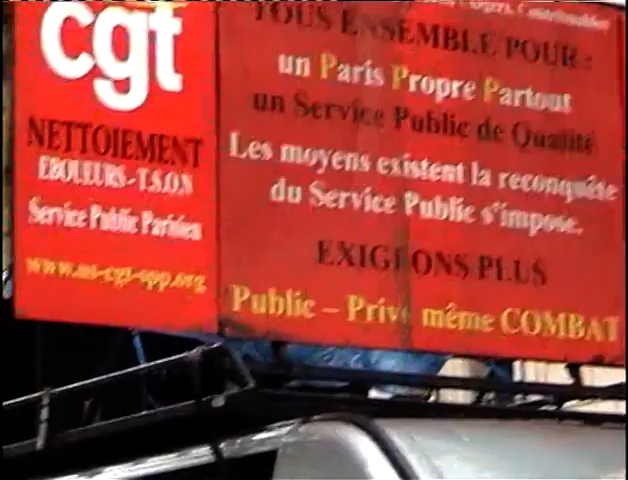 cgt
NETTOIEMENT
EBOUEURS - T.S.O.N
Service Public Parisien
www.us-cgt-spp.org
TOUS ENSEMBLE POUR :
un Paris Propre Partout
un Service Public de Qualité
Les moyens existent la reconquête
du Service Public s'impose.
EXIGEONS PLUS
Public – Privé même COMBAT